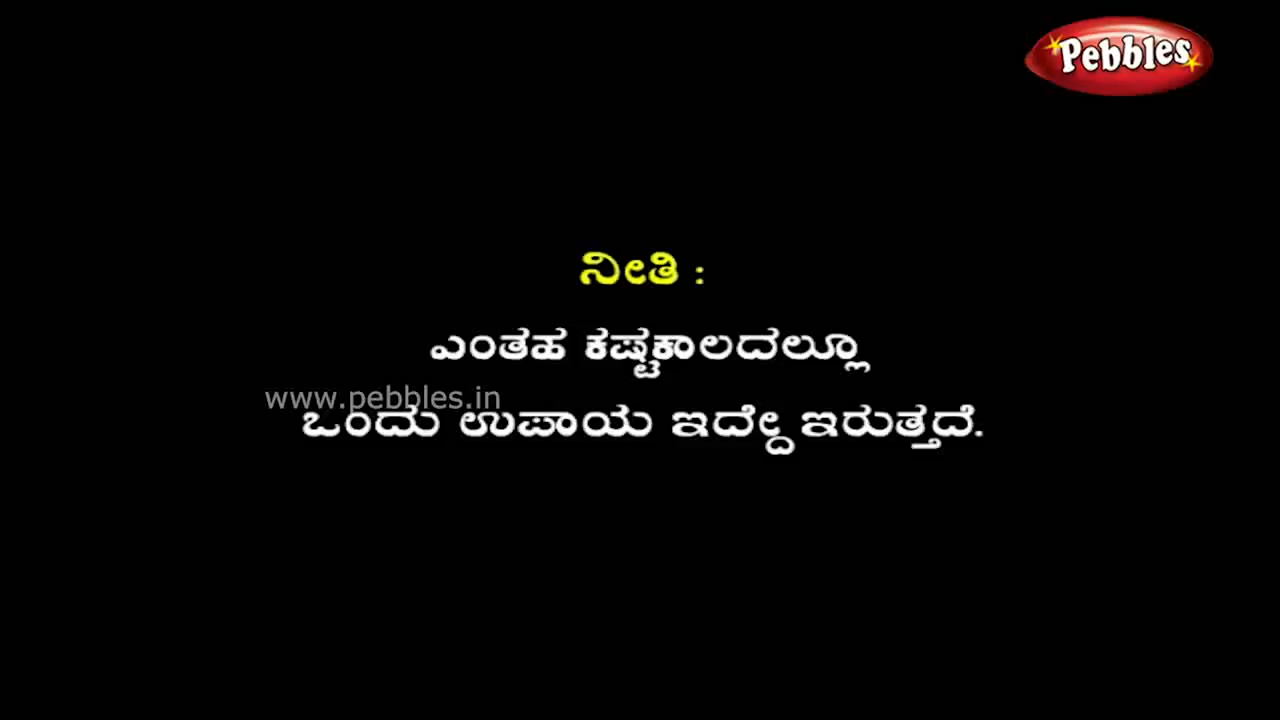 Pebbles
ನೀತಿ :
ಎಂತಹ ಕಷ್ಟಕಾಲದಲ್ಲೂ
www.pebbles.in
ಒಂದು ಉಪಾಯ ಇದ್ದೇ ಇರುತ್ತದೆ.